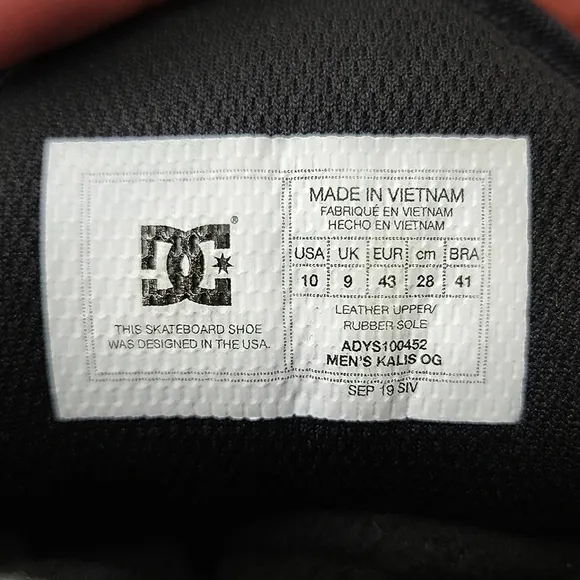 DC®
THIS SKATEBOARD SHOE
WAS DESIGNED IN THE USA.
MADE IN VIETNAM
FABRIQUÉ EN VIETNAM
HECHO EN VIETNAM
USA UK EUR cm BRA
10 9 43 28 41
LEATHER UPPER/
RUBBER SOLE
ADYS100452
MEN'S KALIS OG
SEP 19 SIV